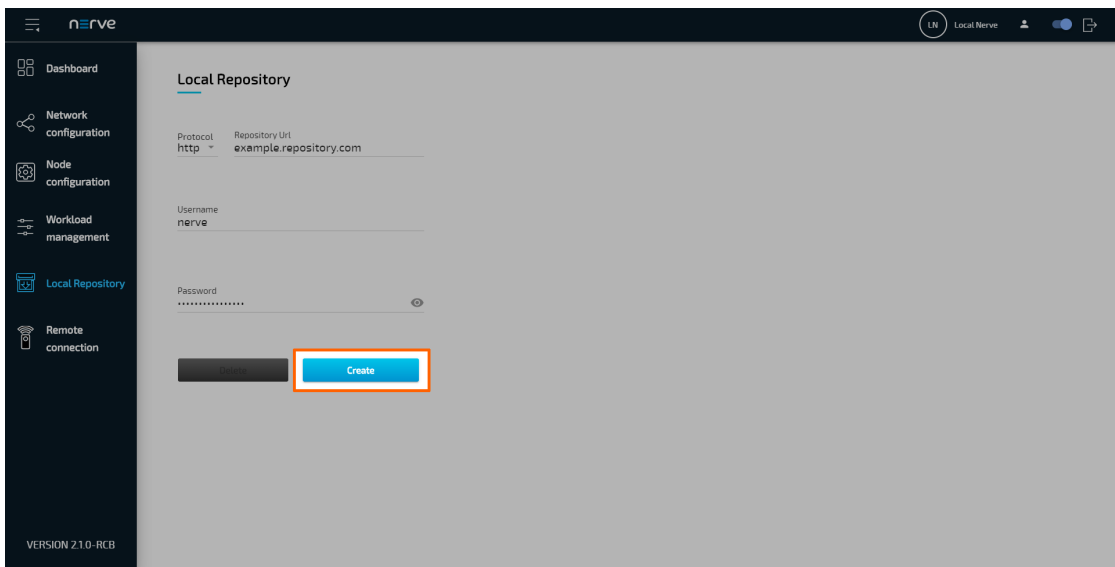 nerve
LN Local Nerve
Dashboard
Network
configuration
Node
configuration
Workload
management
Local Repository
Remote
connection
VERSION 2.1.0-RCB
Local Repository
Protocol Repository Url
http example.repository.com
Username
nerve
Password
•••••••••••••••
Delete Create